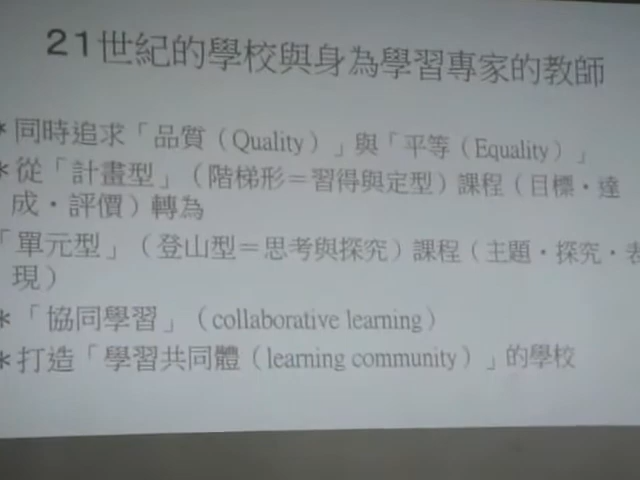 21世紀的學校與身為學習專家的教師
*同時追求「品質（Quality）」與「平等（Equality）」
*從「計畫型」（階梯形＝習得與定型）課程（目標・達
成・評價）轉為
「單元型」（登山型＝思考與探究）課程（主題・探究・表
現）
*「協同學習」（collaborative learning）
*打造「學習共同體（learning community）」的學校